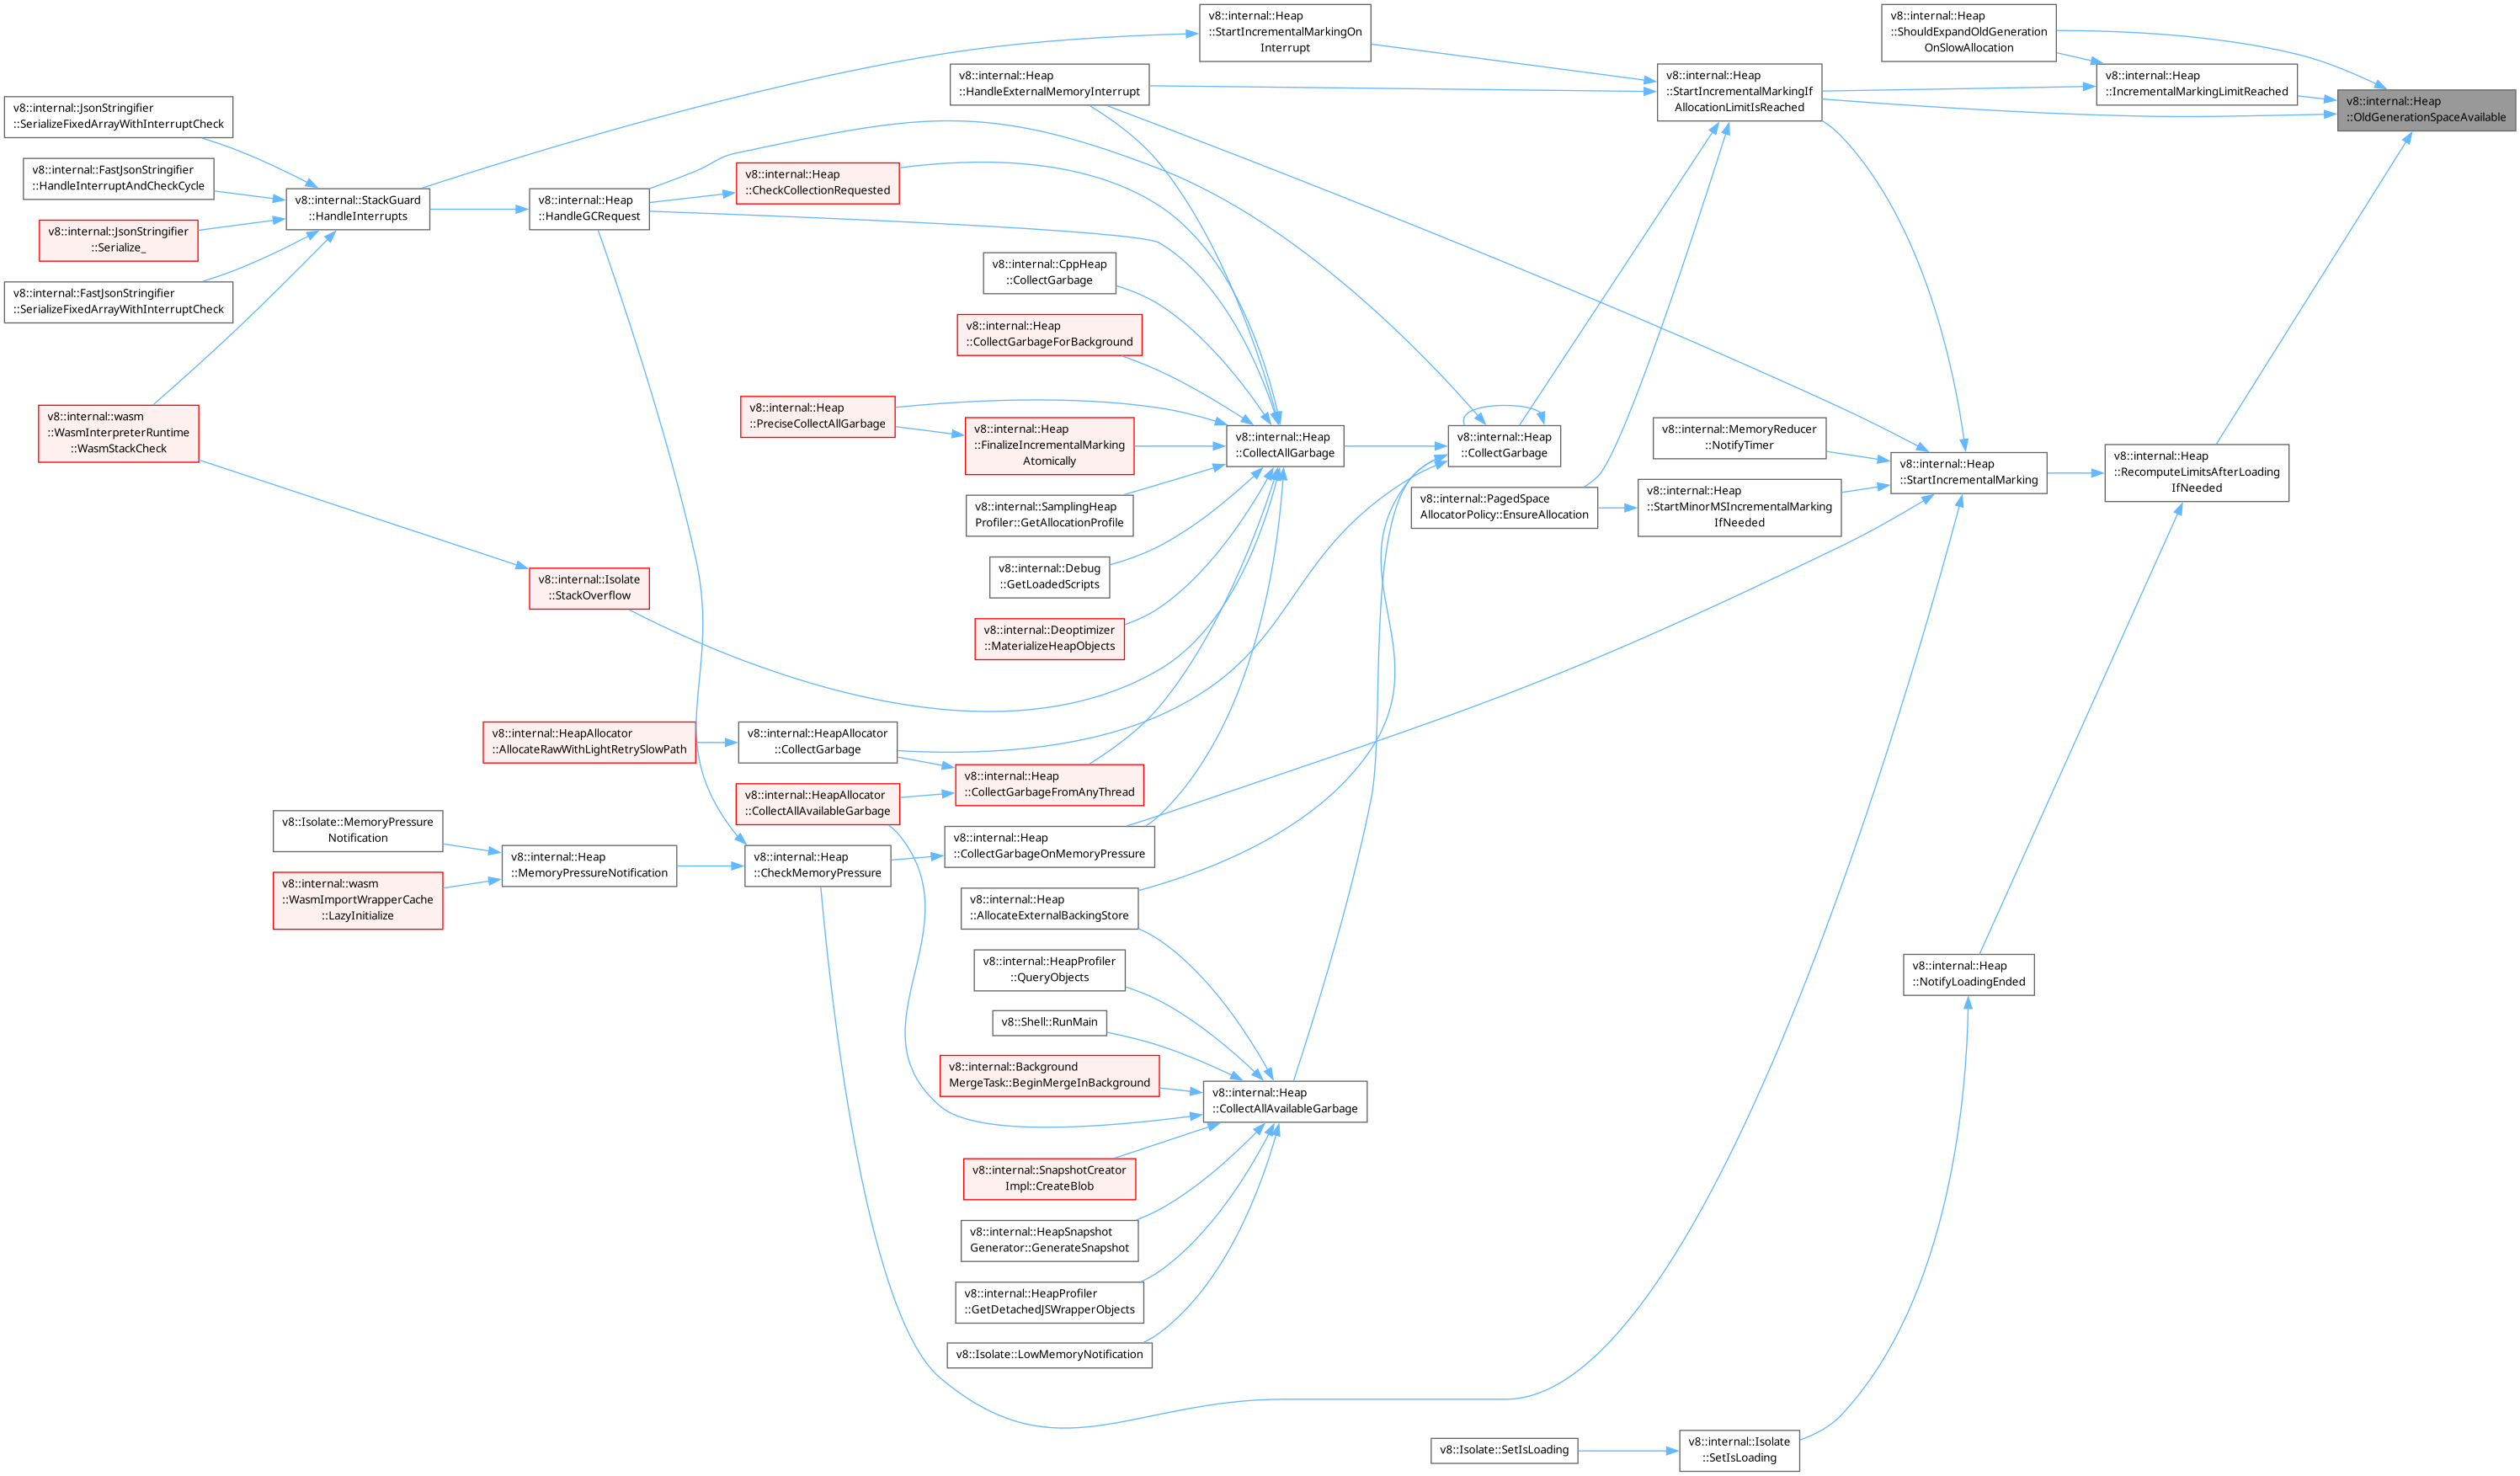 v8::internal::Heap
::StartIncrementalMarkingOn
Interrupt
v8::internal::Heap
::ShouldExpandOldGeneration
OnSlowAllocation
v8::internal::Heap
::HandleExternalMemoryInterrupt
v8::internal::Heap
::StartIncrementalMarkingIf
AllocationLimitIsReached
v8::internal::Heap
::IncrementalMarkingLimitReached
v8::internal::Heap
::OldGenerationSpaceAvailable
v8::internal::JsonStringifier
::SerializeFixedArrayWithInterruptCheck
v8::internal::FastJsonStringifier
::HandleInterruptAndCheckCycle
v8::internal::JsonStringifier
::Serialize_
v8::internal::FastJsonStringifier
::SerializeFixedArrayWithInterruptCheck
v8::internal::StackGuard
::HandleInterrupts
v8::internal::Heap
::HandleGCRequest
v8::internal::Heap
::CheckCollectionRequested
v8::internal::CppHeap
::CollectGarbage
v8::internal::Heap
::CollectGarbageForBackground
v8::internal::wasm
::WasmInterpreterRuntime
::WasmStackCheck
v8::internal::Heap
::PreciseCollectAllGarbage
v8::internal::Heap
::FinalizeIncrementalMarking
Atomically
v8::internal::Heap
::CollectAllGarbage
v8::internal::Heap
::CollectGarbage
v8::internal::MemoryReducer
::NotifyTimer
v8::internal::Heap
::StartIncrementalMarking
v8::internal::Heap
::RecomputeLimitsAfterLoading
IfNeeded
v8::internal::SamplingHeap
Profiler::GetAllocationProfile
v8::internal::PagedSpace
AllocatorPolicy::EnsureAllocation
v8::internal::Heap
::StartMinorMSIncrementalMarking
IfNeeded
v8::internal::Debug
::GetLoadedScripts
v8::internal::Isolate
::StackOverflow
v8::internal::Deoptimizer
::MaterializeHeapObjects
v8::internal::HeapAllocator
::AllocateRawWithLightRetrySlowPath
v8::internal::HeapAllocator
::CollectGarbage
v8::internal::Heap
::CollectGarbageFromAnyThread
v8::internal::HeapAllocator
::CollectAllAvailableGarbage
v8::Isolate::MemoryPressure
Notification
v8::internal::wasm
::WasmImportWrapperCache
::LazyInitialize
v8::internal::Heap
::MemoryPressureNotification
v8::internal::Heap
::CheckMemoryPressure
v8::internal::Heap
::CollectGarbageOnMemoryPressure
v8::internal::Heap
::AllocateExternalBackingStore
v8::internal::HeapProfiler
::QueryObjects
v8::Shell::RunMain
v8::internal::Background
MergeTask::BeginMergeInBackground
v8::internal::Heap
::CollectAllAvailableGarbage
v8::internal::Heap
::NotifyLoadingEnded
v8::internal::SnapshotCreator
Impl::CreateBlob
v8::internal::HeapSnapshot
Generator::GenerateSnapshot
v8::internal::HeapProfiler
::GetDetachedJSWrapperObjects
v8::Isolate::LowMemoryNotification
v8::Isolate::SetIsLoading
v8::internal::Isolate
::SetIsLoading